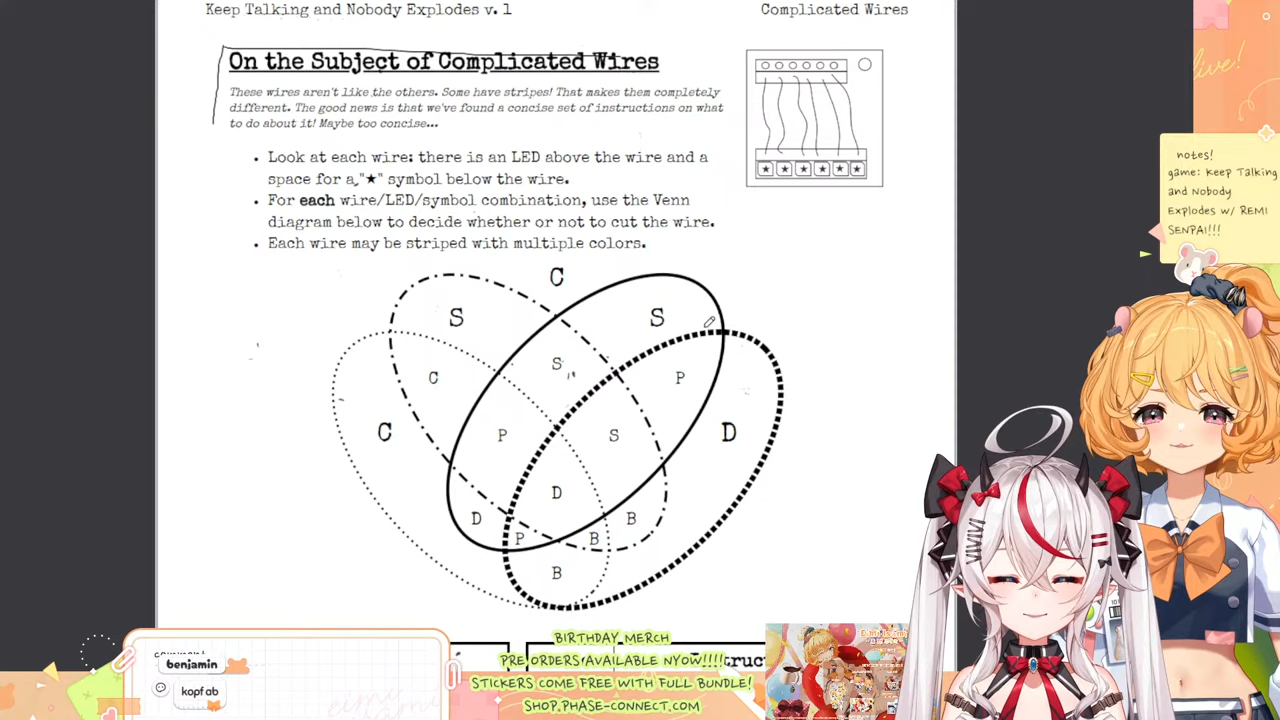 Keep Talking and Nobody Explodes v. 1
Complicated Wires
On the Subject of Complicated Wires
These wires aren't like the others. Some have stripes! That makes them completely
different. The good news is that we've found a concise set of instructions on what
to do about it! Maybe too concise...
• Look at each wire: there is an LED above the wire and a
space for a "★" symbol below the wire.
• For each wire/LED/symbol combination, use the Venn
diagram below to decide whether or not to cut the wire.
• Each wire may be striped with multiple colors.
C
S
S
S
C
P
C
P
S
D
D
D
B
P
B
B
live!
notes!
game: Keep Talking
and Nobody
Explodes w/ REMI
SENPAI!!!
benjamin
kopf ab
BIRTHDAY MERCH
PRE ORDERS AVAILABLE NYOW!!!!
STICKERS COME FREE WITH FULL BUNDLE!
SHOP.PHASE-CONNECT.COM